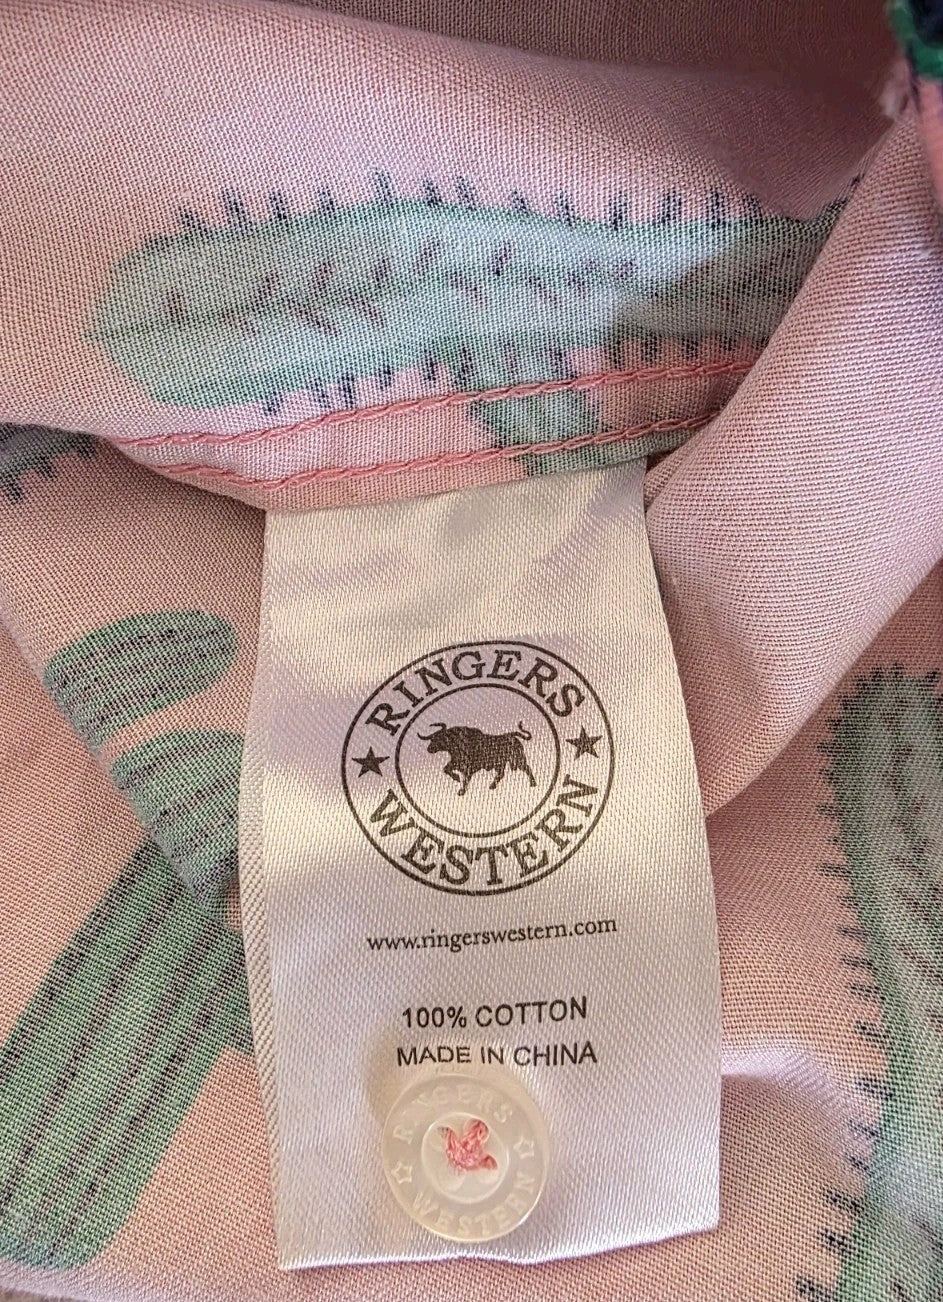 RINGERS
WESTERN
www.ringerswestern.com
100% COTTON
MADE IN CHINA
RINGERS
WESTERN